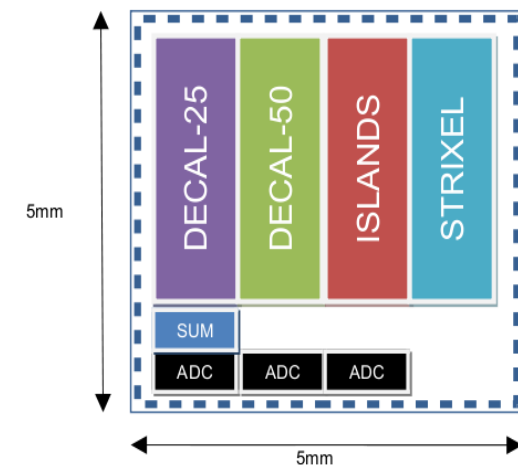 DECAL-25
DECAL-50
ISLANDS
STRIXEL
5mm
SUM
ADC
ADC
ADC
5mm